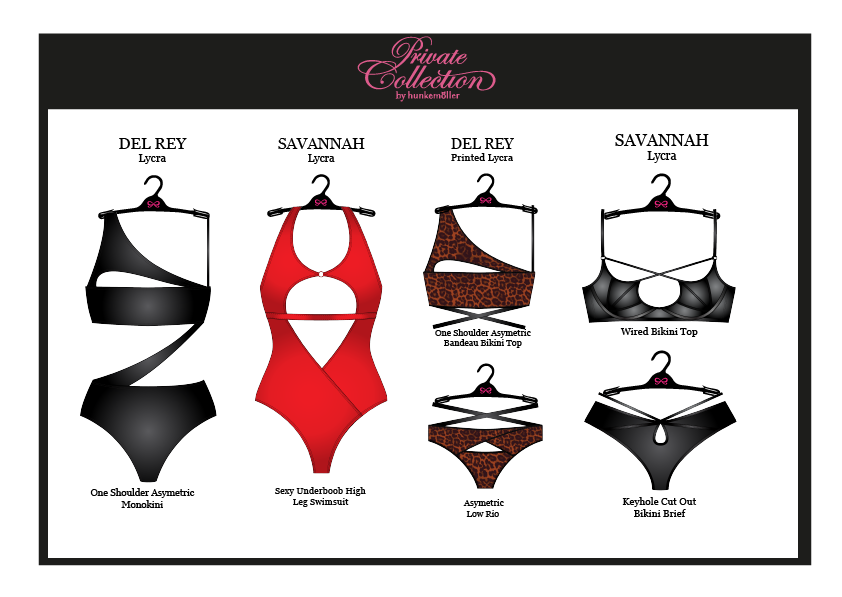 Private
Collection
by hunkemöller
DEL REY
Lycra
One Shoulder Asymetric
Monokini
SAVANNAH
Lycra
Sexy Underboob High
Leg Swimsuit
DEL REY
Printed Lycra
One Shoulder Asymetric
Bandeau Bikini Top
Asymetric
Low Rio
SAVANNAH
Lycra
Wired Bikini Top
Keyhole Cut Out
Bikini Brief